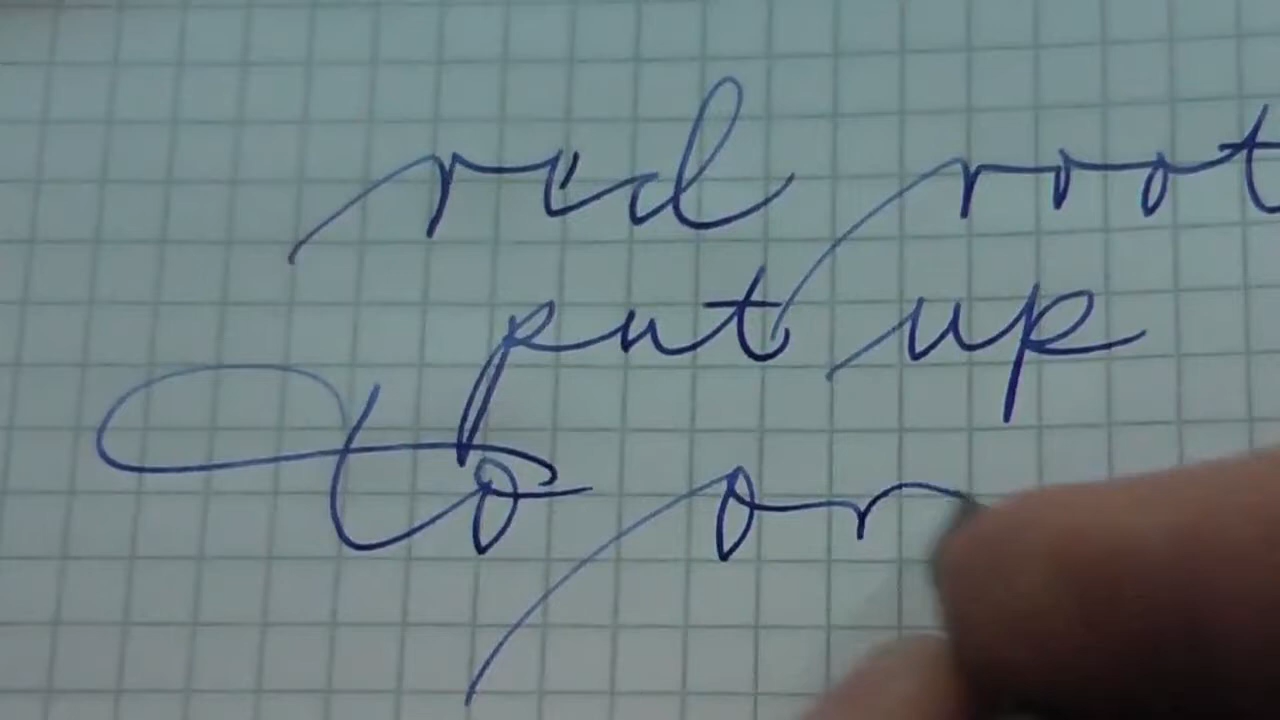 red root
put up
to on